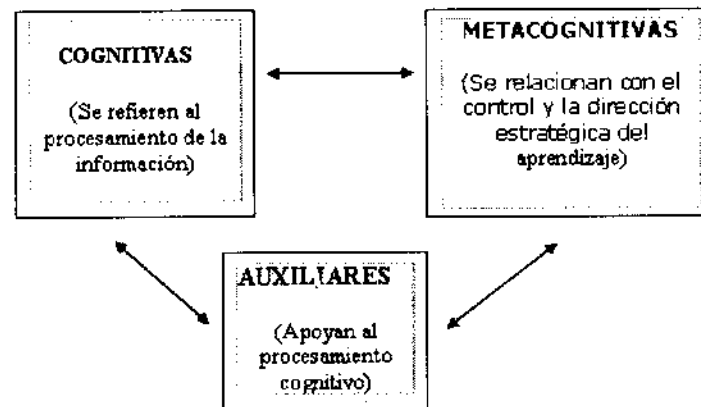 COGNITIVAS
(Se refieren al
procesamiento de la
información)
METACOGNITIVAS
(Se relacionan con el
control y la dirección
estratégica del
aprendizaje)
AUXILIARES
(Apoyan al
procesamiento
cognitivo)